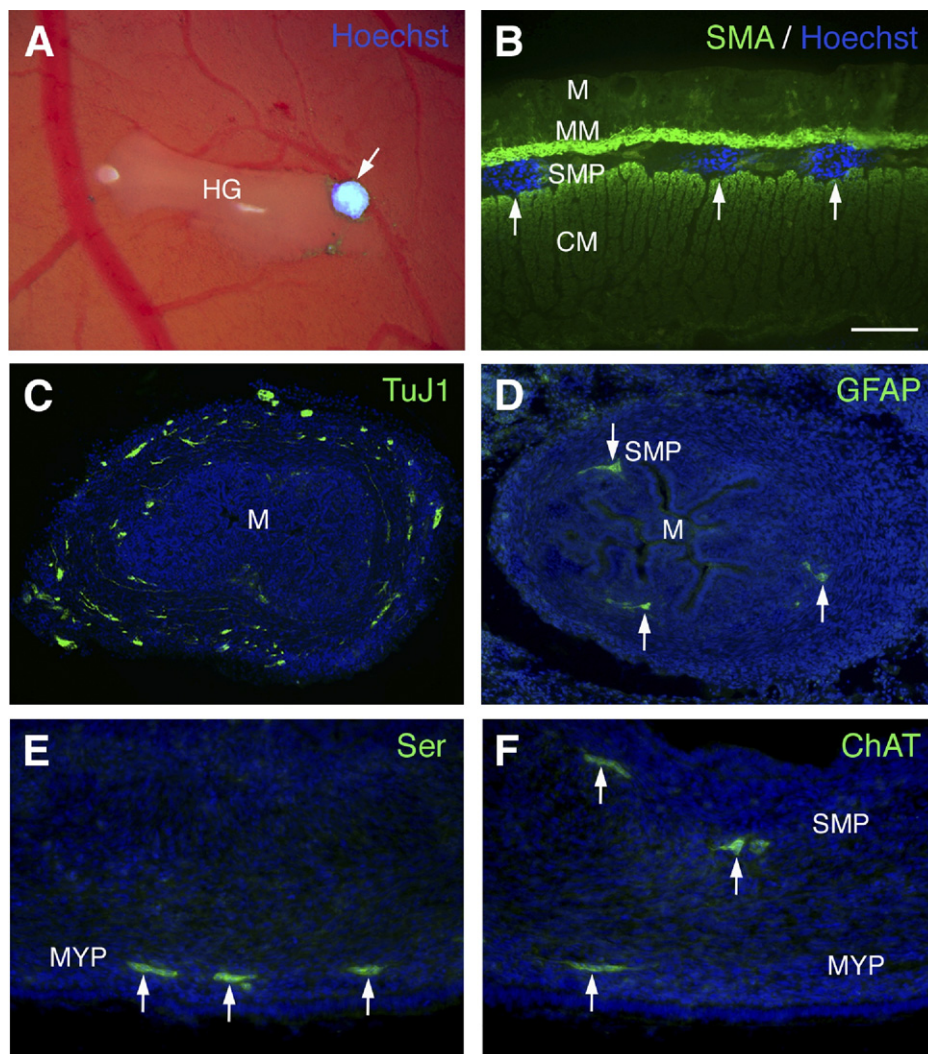 A
Hoechst
HG
B
SMA / Hoechst
M
MM
SMP
CM
C
TuJ1
M
D
GFAP
SMP
M
E
Ser
MYP
F
ChAT
SMP
MYP